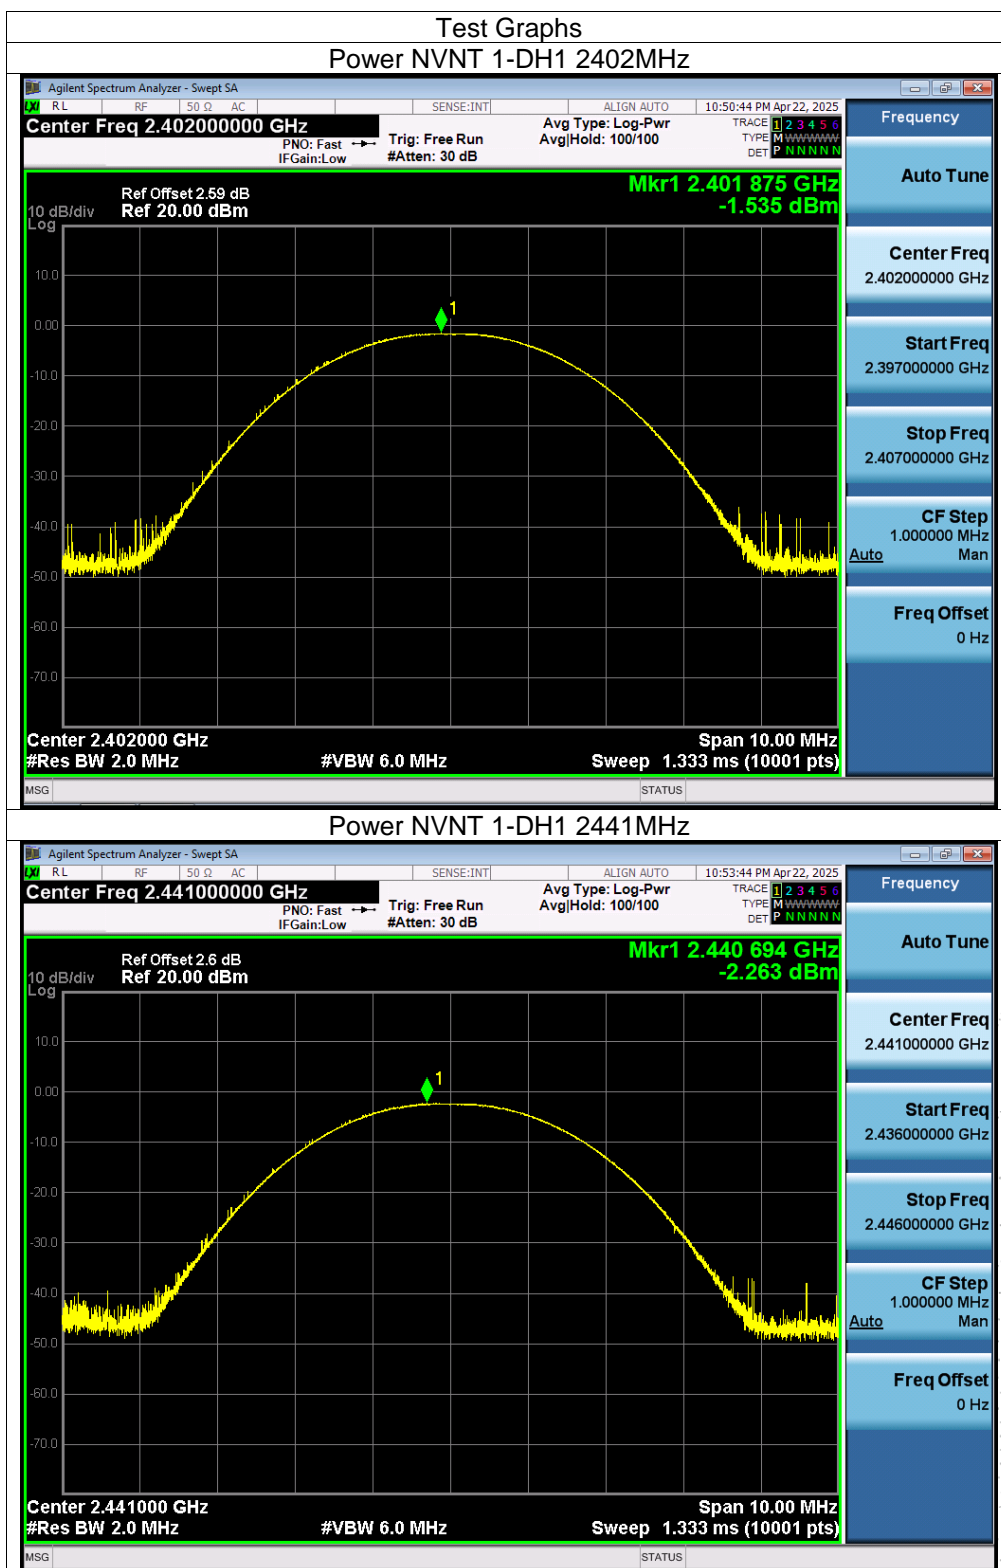 Test Graphs
Power NVNT 1-DH1 2402MHz
Agilent Spectrum Analyzer - Swept SA
LXI RL RF 50 Ω AC SENSE:INT ALIGN AUTO 10:50:44 PM Apr 22, 2025
Center Freq 2.402000000 GHz
PNO: Fast
IFGain:Low
Trig: Free Run
#Atten: 30 dB
Avg Type: Log-Pwr
Avg|Hold: 100/100
TRACE 1 2 3 4 5 6
TYPE M WWWWW
DET P N N N N N
Frequency
Auto Tune
Center Freq
2.402000000 GHz
Start Freq
2.397000000 GHz
Stop Freq
2.407000000 GHz
CF Step
1.000000 MHz
Auto Man
Freq Offset
0 Hz
Mkr1 2.401 875 GHz
-1.535 dBm
Ref Offset 2.59 dB
10 dB/div Ref 20.00 dBm
Log
10.0
1
0.00
-10.0
-20.0
-30.0
-40.0
-50.0
-60.0
-70.0
Center 2.402000 GHz Span 10.00 MHz
#Res BW 2.0 MHz #VBW 6.0 MHz Sweep 1.333 ms (10001 pts)
MSG STATUS
Power NVNT 1-DH1 2441MHz
Agilent Spectrum Analyzer - Swept SA
LXI RL RF 50 Ω AC SENSE:INT ALIGN AUTO 10:53:44 PM Apr 22, 2025
Center Freq 2.441000000 GHz
PNO: Fast
IFGain:Low
Trig: Free Run
#Atten: 30 dB
Avg Type: Log-Pwr
Avg|Hold: 100/100
TRACE 1 2 3 4 5 6
TYPE M WWWWW
DET P N N N N N
Frequency
Auto Tune
Center Freq
2.441000000 GHz
Start Freq
2.436000000 GHz
Stop Freq
2.446000000 GHz
CF Step
1.000000 MHz
Auto Man
Freq Offset
0 Hz
Mkr1 2.440 694 GHz
-2.263 dBm
Ref Offset 2.6 dB
10 dB/div Ref 20.00 dBm
Log
10.0
1
0.00
-10.0
-20.0
-30.0
-40.0
-50.0
-60.0
-70.0
Center 2.441000 GHz Span 10.00 MHz
#Res BW 2.0 MHz #VBW 6.0 MHz Sweep 1.333 ms (10001 pts)
MSG STATUS